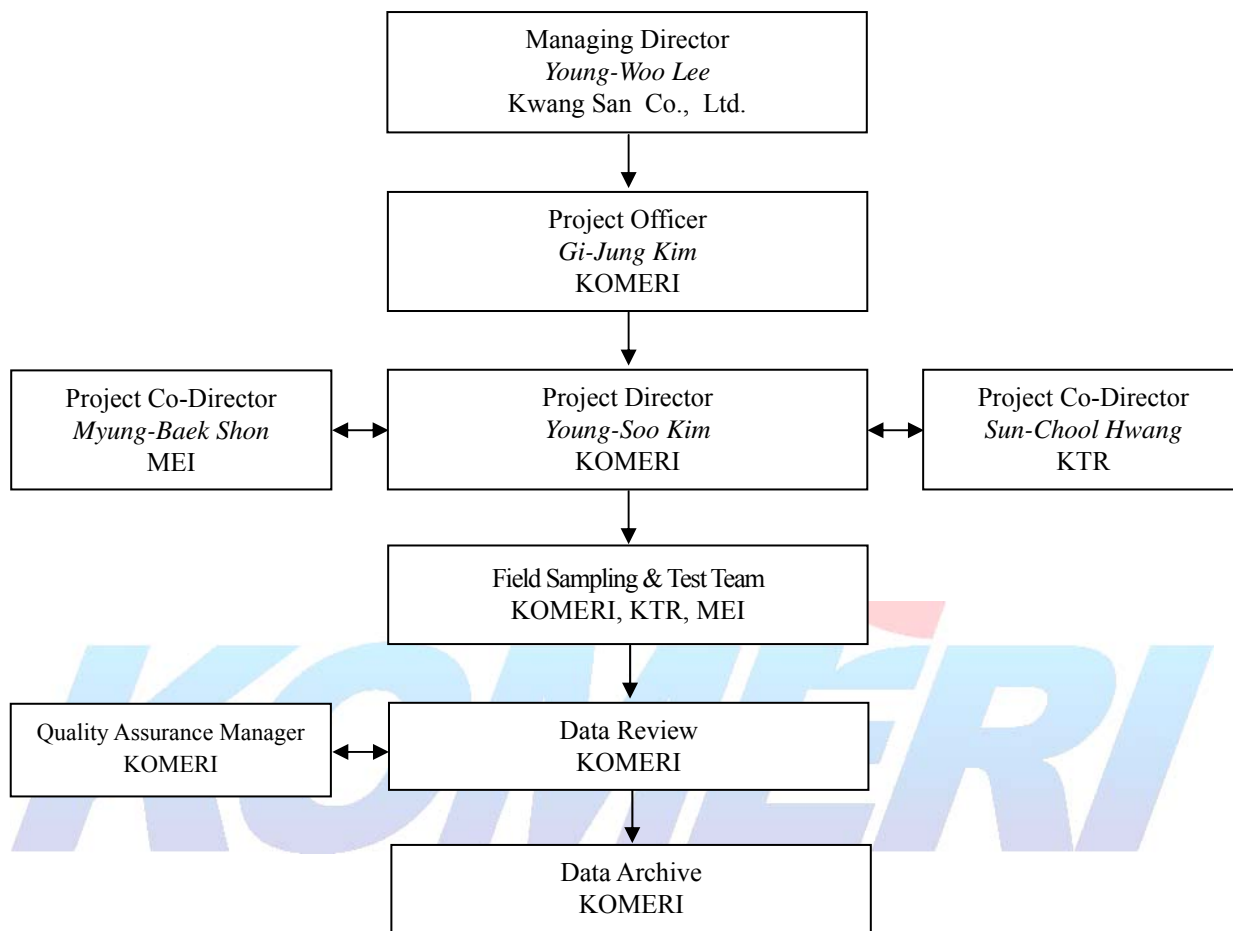 Managing Director
Young-Woo Lee
Kwang San Co., Ltd.
Project Officer
Gi-Jung Kim
KOMERI
Project Co-Director
Myung-Baek Shon
MEI
Project Director
Young-Soo Kim
KOMERI
Project Co-Director
Sun-Chool Hwang
KTR
Field Sampling & Test Team
KOMERI, KTR, MEI
Quality Assurance Manager
KOMERI
Data Review
KOMERI
Data Archive
KOMERI
KOMERI